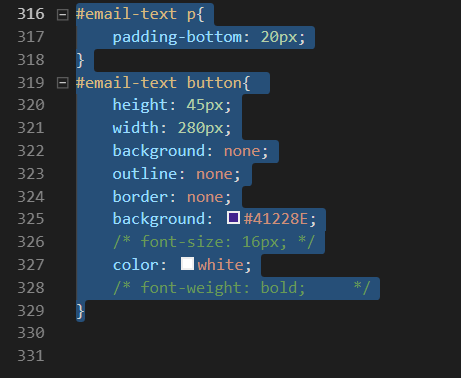 316 #email-text p{
317 padding-bottom: 20px;
318 }
319 #email-text button{
320 height: 45px;
321 width: 280px;
322 background: none;
323 outline: none;
324 border: none;
325 background: #41228E;
326 /* font-size: 16px; */
327 color: white;
328 /* font-weight: bold;     */
329 }
330
331